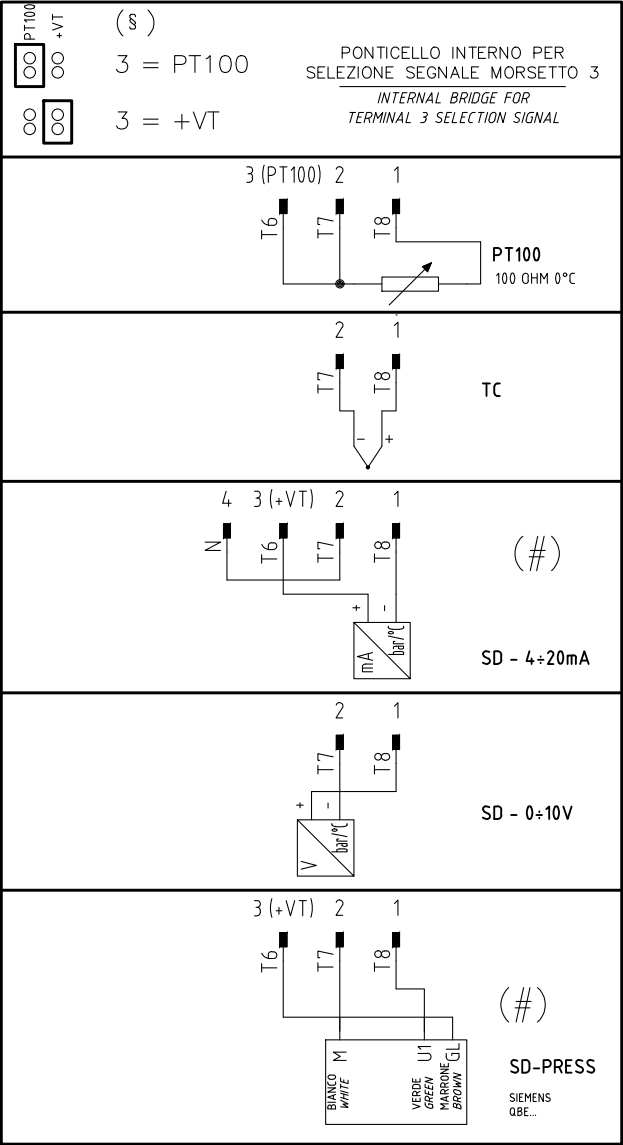 PT100
+VT
(§)
3 = PT100
3 = +VT
PONTICELLO INTERNO PER
SELEZIONE SEGNALE MORSETTO 3
INTERNAL BRIDGE FOR
TERMINAL 3 SELECTION SIGNAL
3 (PT100) 2 1
T6 T7 T8
PT100
100 OHM 0°C
2 1
T7 T8
TC
- +
4 3 (+VT) 2 1
N T6 T7 T8
(#)
+ -
mA bar/°C
SD - 4÷20mA
2 1
T7 T8
+ -
V bar/°C
SD - 0÷10V
3 (+VT) 2 1
T6 T7 T8
(#)
M U1 GL
BIANCO
WHITE
VERDE
GREEN
MARRONE
BROWN
SD-PRESS
SIEMENS
QBE...